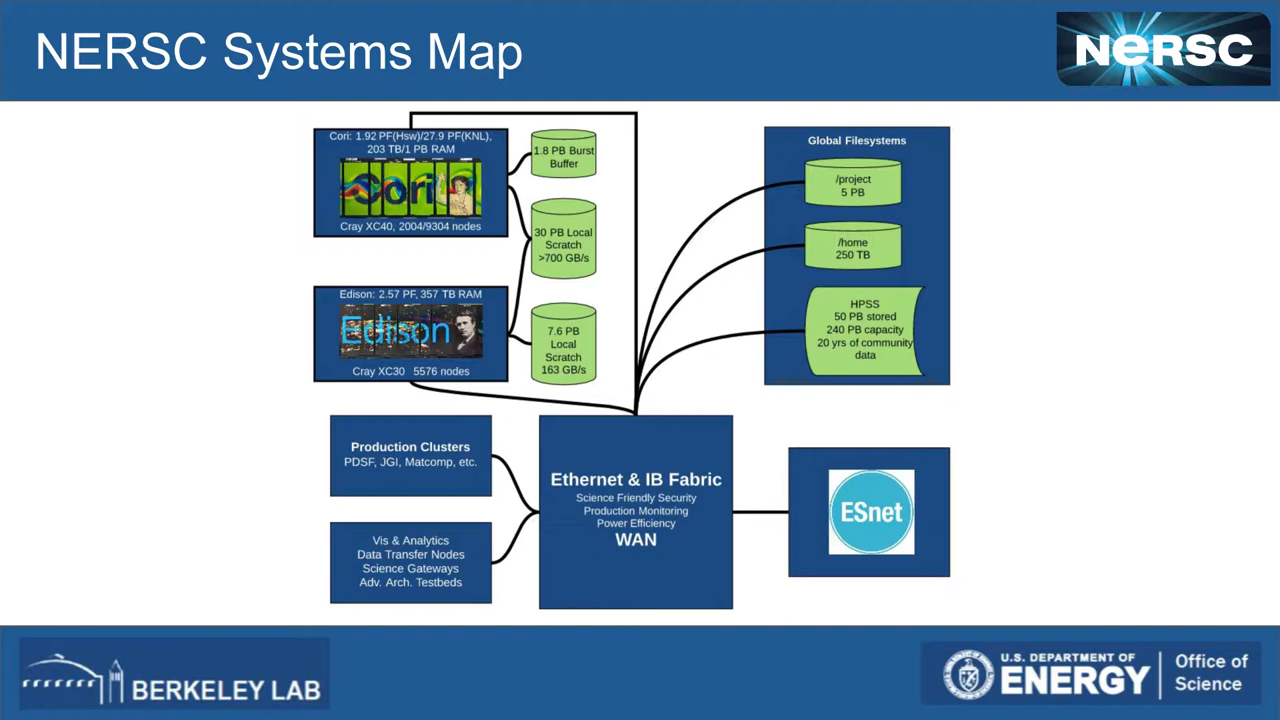 NERSC Systems Map
NERSC
Cori: 1.92 PF(Hsw)/27.9 PF(KNL),
203 TB/1 PB RAM
Cori
Cray XC40, 2004/9304 nodes
1.8 PB Burst
Buffer
30 PB Local
Scratch
>700 GB/s
Edison: 2.57 PF, 357 TB RAM
Edison
Cray XC30 5576 nodes
7.6 PB
Local
Scratch
163 GB/s
Global Filesystems
/project
5 PB
/home
250 TB
HPSS
50 PB stored
240 PB capacity
20 yrs of community
data
Production Clusters
PDSF, JGI, Matcomp, etc.
Vis & Analytics
Data Transfer Nodes
Science Gateways
Adv. Arch. Testbeds
Ethernet & IB Fabric
Science Friendly Security
Production Monitoring
Power Efficiency
WAN
ESnet
BERKELEY LAB
U.S. DEPARTMENT OF
ENERGY
Office of
Science